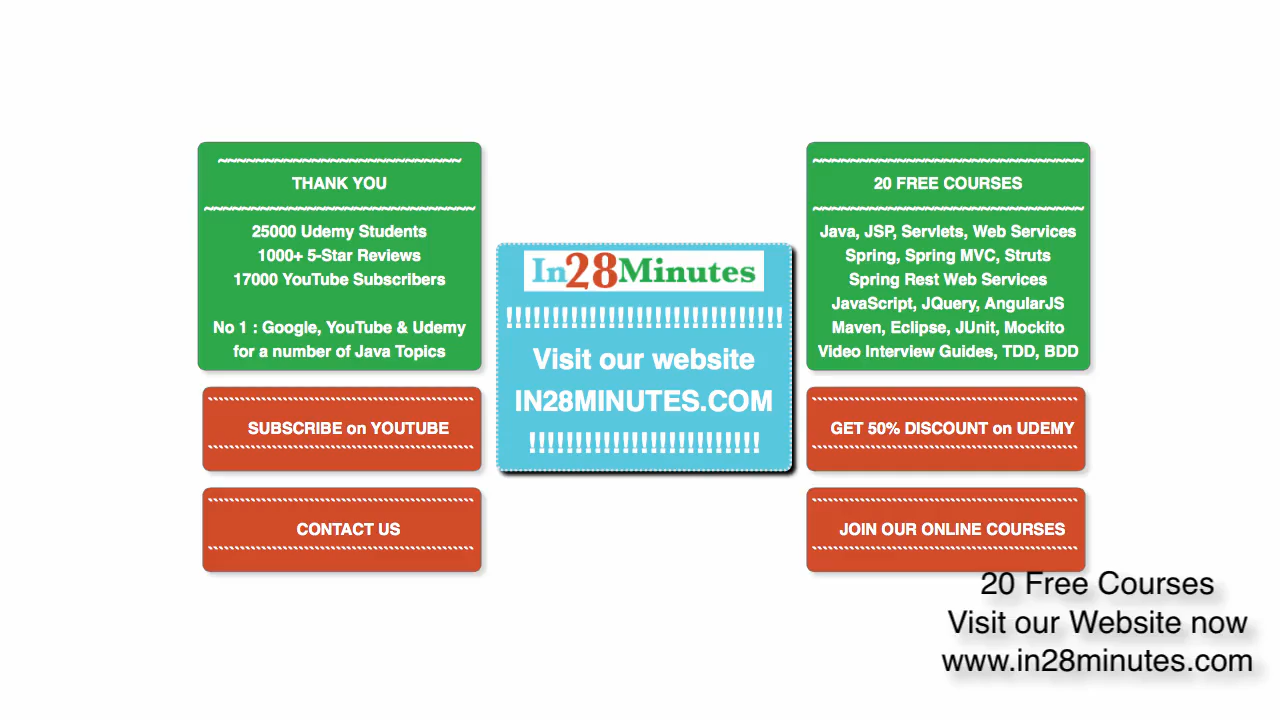 THANK YOU
25000 Udemy Students
1000+ 5-Star Reviews
17000 YouTube Subscribers
No 1 : Google, YouTube & Udemy
for a number of Java Topics
SUBSCRIBE on YOUTUBE
CONTACT US
In28Minutes
!!!!!!!!!!!!!!!!!!!!!!!!!!!!!!
Visit our website
IN28MINUTES.COM
!!!!!!!!!!!!!!!!!!!!!!!!!
20 FREE COURSES
Java, JSP, Servlets, Web Services
Spring, Spring MVC, Struts
Spring Rest Web Services
JavaScript, JQuery, AngularJS
Maven, Eclipse, JUnit, Mockito
Video Interview Guides, TDD, BDD
GET 50% DISCOUNT on UDEMY
JOIN OUR ONLINE COURSES
20 Free Courses
Visit our Website now
www.in28minutes.com